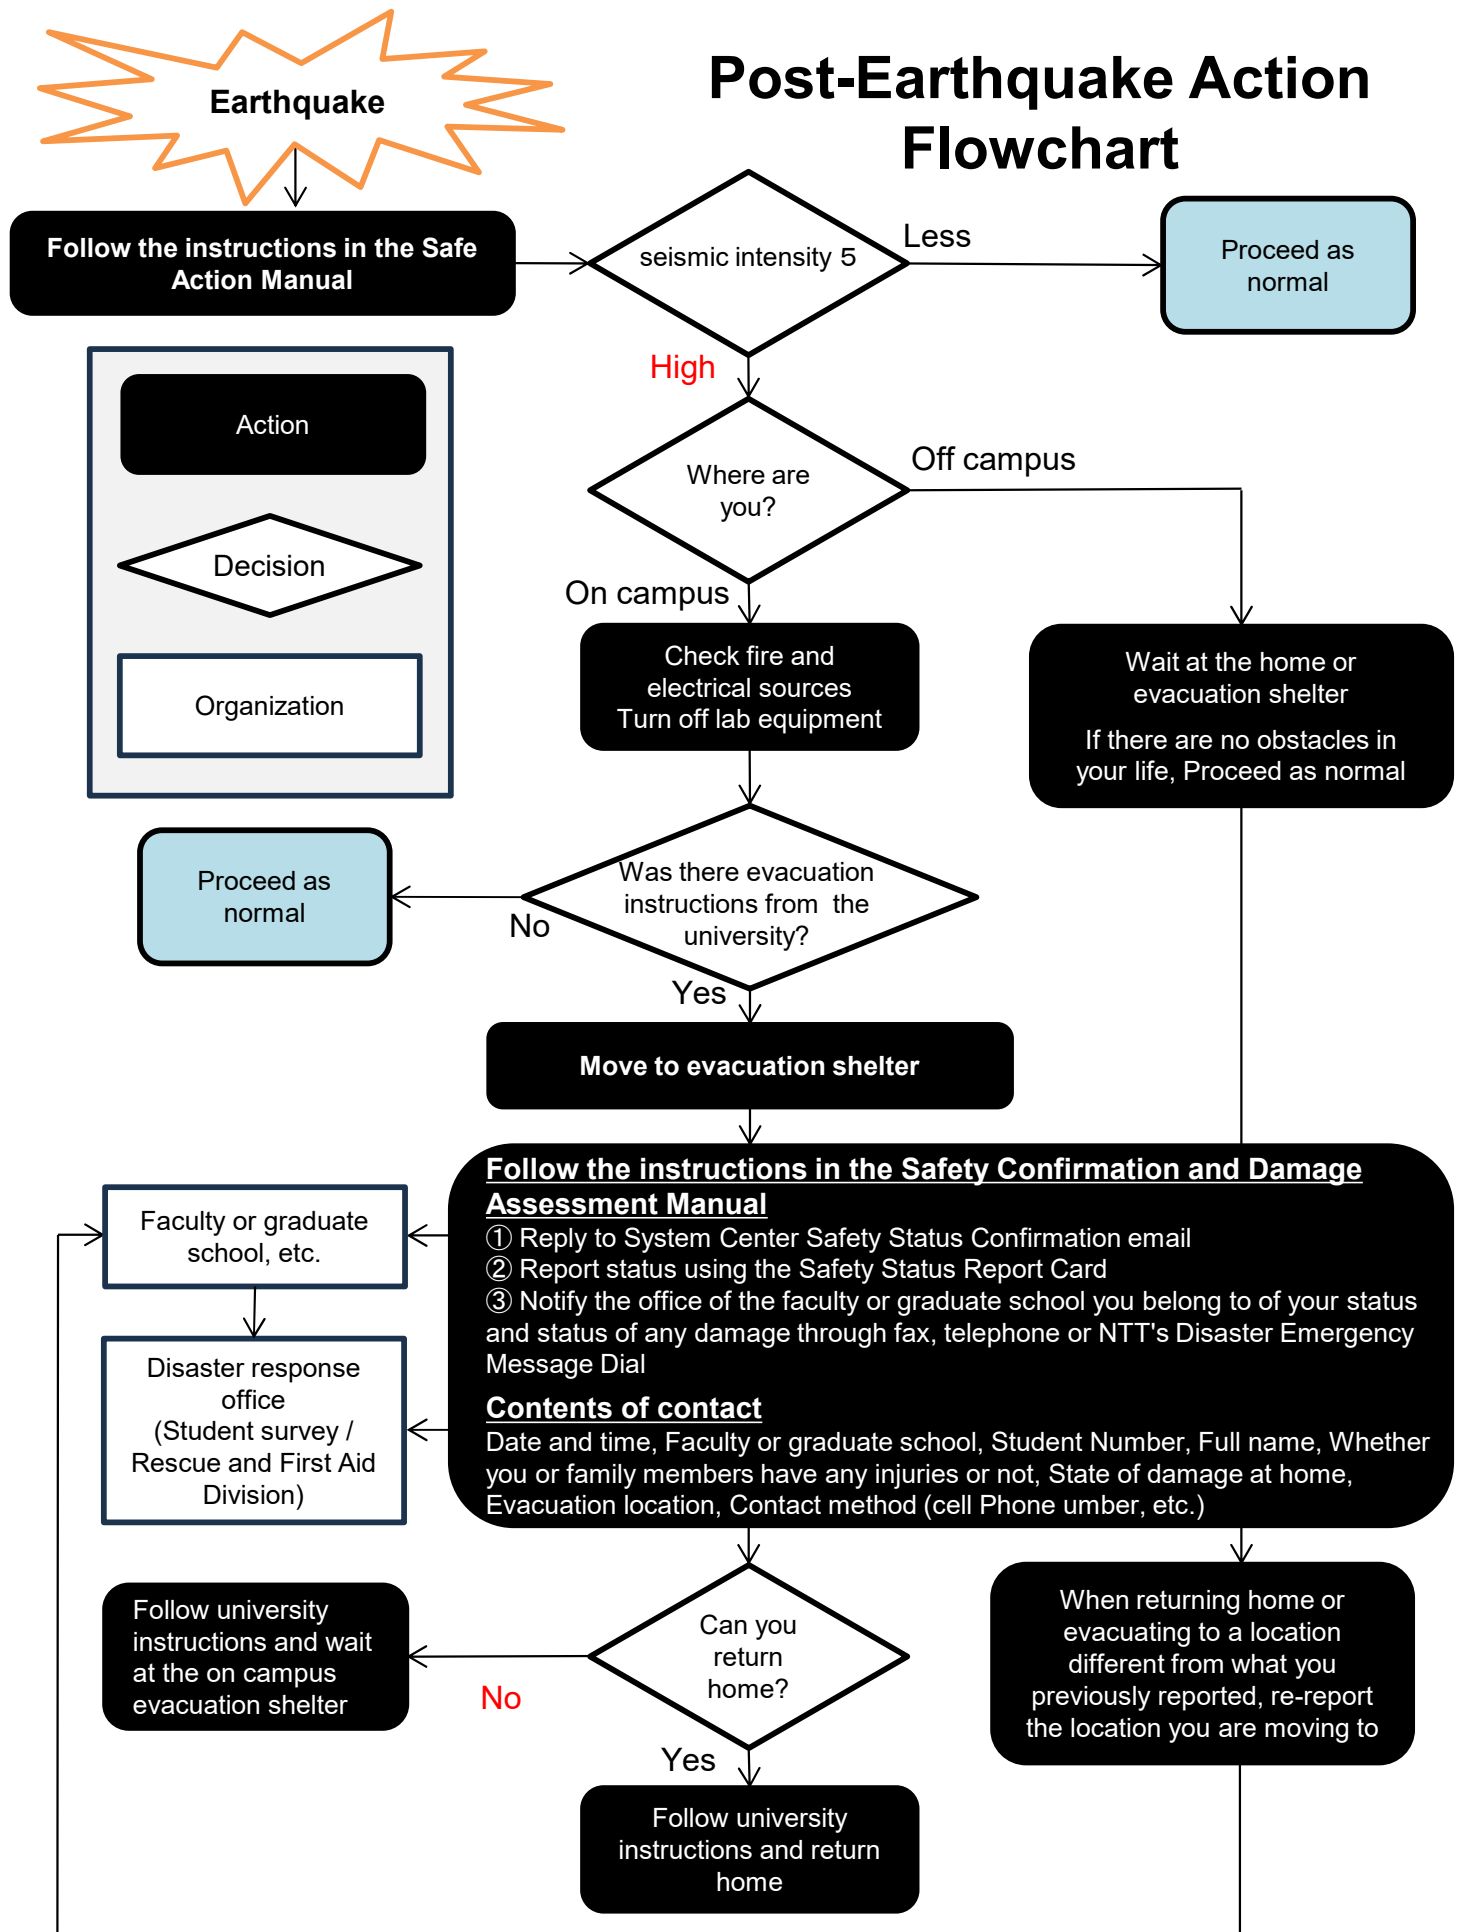 Post-Earthquake Action
Flowchart
Earthquake
Follow the instructions in the Safe
Action Manual
seismic intensity 5
Less
Proceed as
normal
High
Action
Decision
Organization
Where are
you?
Off campus
On campus
Check fire and
electrical sources
Turn off lab equipment
Wait at the home or
evacuation shelter
If there are no obstacles in
your life, Proceed as normal
Was there evacuation
instructions from the
university?
No
Proceed as
normal
Yes
Move to evacuation shelter
Follow the instructions in the Safety Confirmation and Damage
Assessment Manual
① Reply to System Center Safety Status Confirmation email
② Report status using the Safety Status Report Card
③ Notify the office of the faculty or graduate school you belong to of your status
and status of any damage through fax, telephone or NTT's Disaster Emergency
Message Dial
Contents of contact
Date and time, Faculty or graduate school, Student Number, Full name, Whether
you or family members have any injuries or not, State of damage at home,
Evacuation location, Contact method (cell Phone umber, etc.)
Faculty or graduate
school, etc.
Disaster response
office
(Student survey /
Rescue and First Aid
Division)
Can you
return
home?
No
Follow university
instructions and wait
at the on campus
evacuation shelter
Yes
Follow university
instructions and return
home
When returning home or
evacuating to a location
different from what you
previously reported, re-report
the location you are moving to